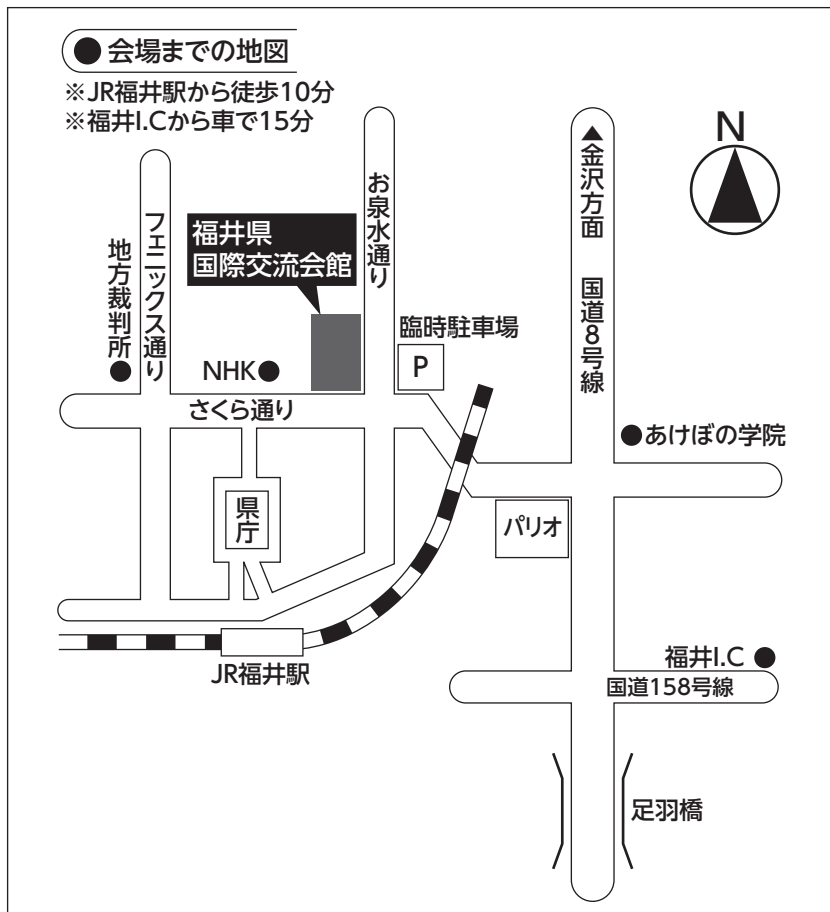 ●会場までの地図
※JR福井駅から徒歩10分
※福井I.Cから車で15分
N
▲金沢方面 国道8号線
お泉水通り
フェニックス通り
地方裁判所
福井県
国際交流会館
臨時駐車場
P
NHK
さくら通り
あけぼの学院
県庁
パリオ
JR福井駅
福井I.C
国道158号線
足羽橋